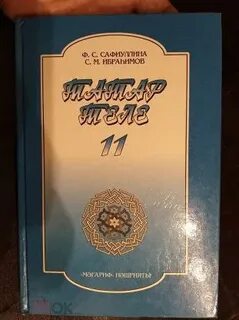 Ф. С. САФИУЛЛИНА
С. М. ИБРАҺИМОВ
ТАТАР
ТЕЛЕ
11
«МӘГАРИФ» НӘШРИЯТЫ